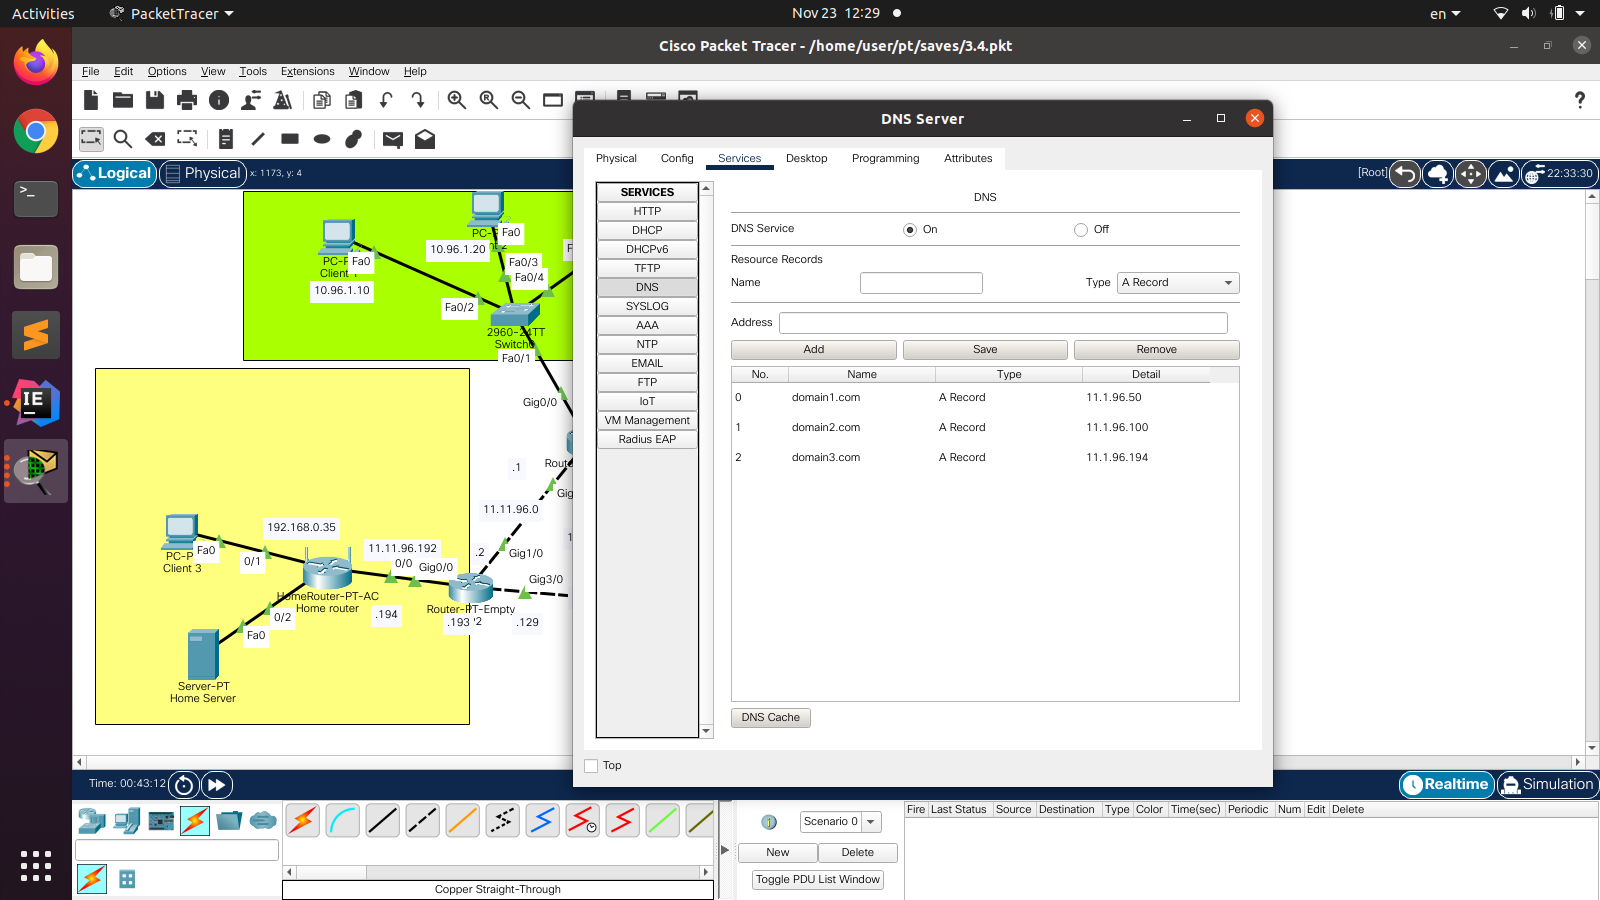 Activities
PacketTracer
Nov 23 12:29
en
Cisco Packet Tracer - /home/user/pt/saves/3.4.pkt
File Edit Options View Tools Extensions Window Help
DNS Server
Physical Config Services Desktop Programming Attributes
Logical
Physical
x: 1173, y: 4
[Root]
22:33:30
SERVICES
HTTP
DHCP
DHCPv6
TFTP
DNS
SYSLOG
AAA
NTP
EMAIL
FTP
IoT
VM Management
Radius EAP
DNS
DNS Service
On
Off
Resource Records
Name
Type
A Record
Address
Add
Save
Remove
No. Name Type Detail
0 domain1.com A Record 11.1.96.50
1 domain2.com A Record 11.1.96.100
2 domain3.com A Record 11.1.96.194
DNS Cache
Top
Fa0
10.96.1.20
Fa0
Client
10.96.1.10
Fa0/3
Fa0/4
Fa0/2
2960-24TT
Switch0
Fa0/1
Gig0/0
.1
Gig
11.11.96.0
.2
Gig1/0
Gig3/0
192.168.0.35
11.11.96.192
0/0
Gig0/0
Fa0
Client 3
0/1
HomeRouter-PT-AC
Home router
Router-PT-Empty
.193
.129
.194
0/2
Fa0
Server-PT
Home Server
Time: 00:43:12
Realtime
Simulation
Copper Straight-Through
Scenario 0
New
Delete
Toggle PDU List Window
Fire Last Status Source Destination Type Color Time(sec) Periodic Num Edit Delete